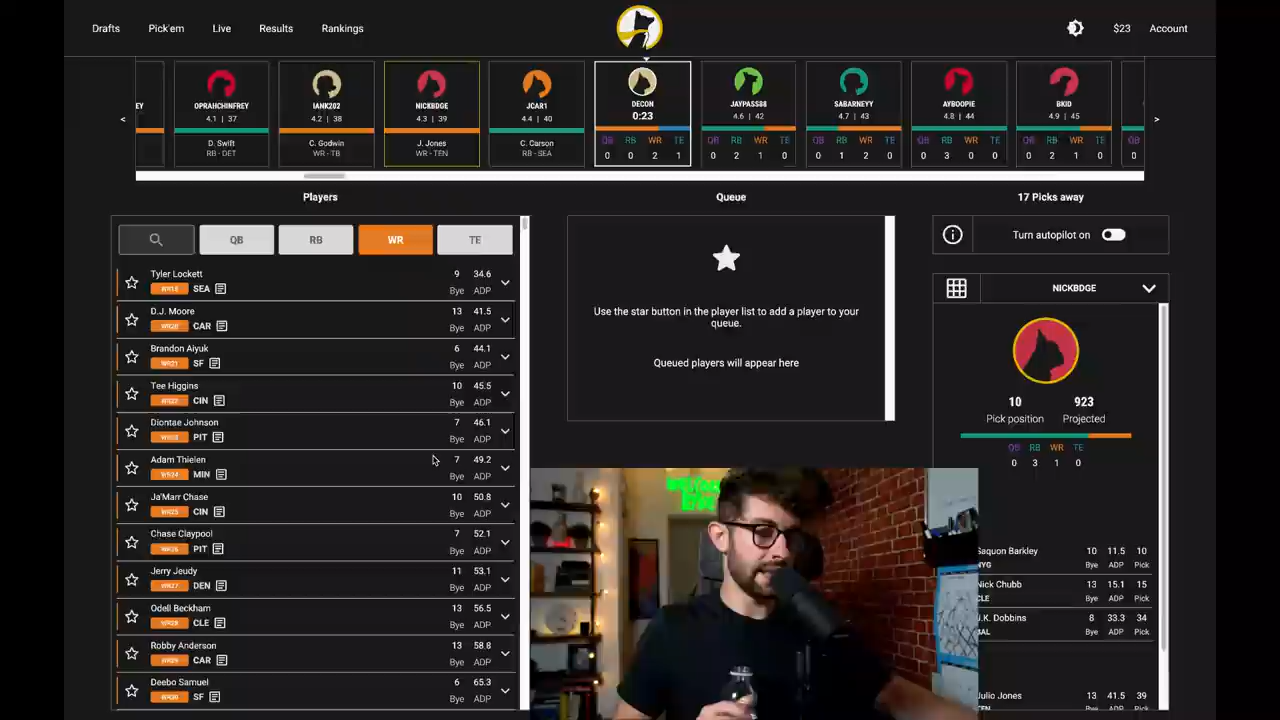 Drafts Pick'em Live Results Rankings $23 Account
OPRAHCHINFREY
4.1 | 37
D. Swift
RB - DET
IANK202
4.2 | 38
C. Godwin
WR - TB
NICKBDGE
4.3 | 39
J. Jones
WR - TEN
JCAR1
4.4 | 40
C. Carson
RB - SEA
DECON
0:23
QB RB WR TE
0 0 2 1
JAYPASS88
4.6 | 42
QB RB WR TE
0 2 1 0
SABARNEYY
4.7 | 43
QB RB WR TE
0 1 2 0
AYBOOPIE
4.8 | 44
QB RB WR TE
0 3 0 0
BKID
4.9 | 45
QB RB WR TE
0 2 1 0
< >
Players
QB RB WR TE
Tyler Lockett 9 34.6
SEA Bye ADP
D.J. Moore 13 41.5
CAR Bye ADP
Brandon Aiyuk 6 44.1
SF Bye ADP
Tee Higgins 10 45.5
CIN Bye ADP
Diontae Johnson 7 46.1
PIT Bye ADP
Adam Thielen 7 49.2
MIN Bye ADP
Ja'Marr Chase 10 50.8
CIN Bye ADP
Chase Claypool 7 52.1
PIT Bye ADP
Jerry Jeudy 11 53.1
DEN Bye ADP
Odell Beckham 13 56.5
CLE Bye ADP
Robby Anderson 13 58.8
CAR Bye ADP
Deebo Samuel 6 65.3
SF Bye ADP
Queue
Use the star button in the player list to add a player to your
queue.
Queued players will appear here
17 Picks away
Turn autopilot on
NICKBDGE
10 923
Pick position Projected
QB RB WR TE
0 3 1 0
Saquon Barkley 10 11.5 10
NYG Bye ADP Pick
Nick Chubb 13 15.1 15
CLE Bye ADP Pick
J.K. Dobbins 8 33.3 34
BAL Bye ADP Pick
Julio Jones 13 41.5 39
TEN Bye ADP Pick